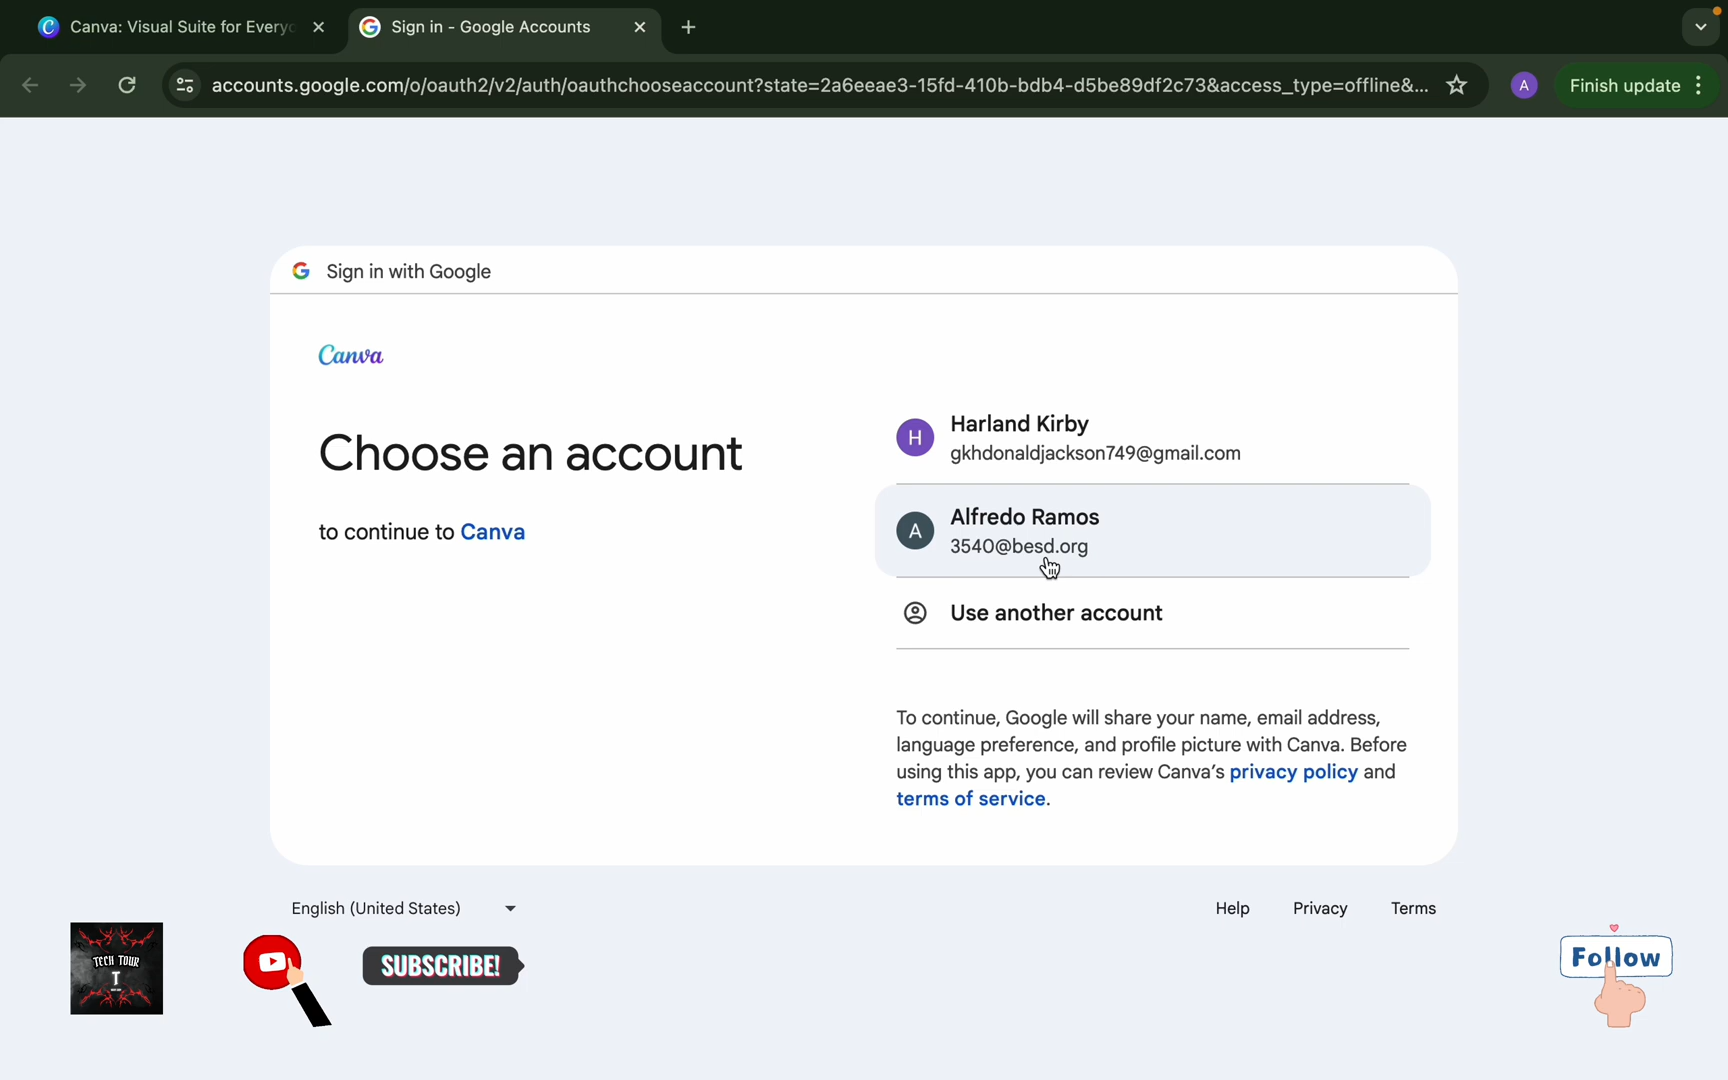 Canva: Visual Suite for Everyo
Sign in - Google Accounts
accounts.google.com/o/oauth2/v2/auth/oauthchooseaccount?state=2a6eeae3-15fd-410b-bdb4-d5be89df2c73&access_type=offline&...
A
Finish update
Sign in with Google
Canva
Choose an account
to continue to Canva
H
Harland Kirby
gkhdonaldjackson749@gmail.com
A
Alfredo Ramos
3540@besd.org
Use another account
To continue, Google will share your name, email address,
language preference, and profile picture with Canva. Before
using this app, you can review Canva's privacy policy and
terms of service.
English (United States)
Help
Privacy
Terms
TECH TOUR
T
SUBSCRIBE!
Follow